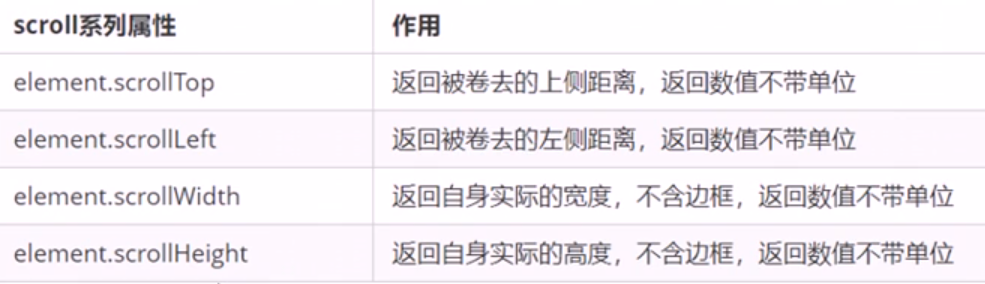 scroll系列属性 作用
element.scrollTop 返回被卷去的上侧距离，返回数值不带单位
element.scrollLeft 返回被卷去的左侧距离，返回数值不带单位
element.scrollWidth 返回自身实际的宽度，不含边框，返回数值不带单位
element.scrollHeight 返回自身实际的高度，不含边框，返回数值不带单位